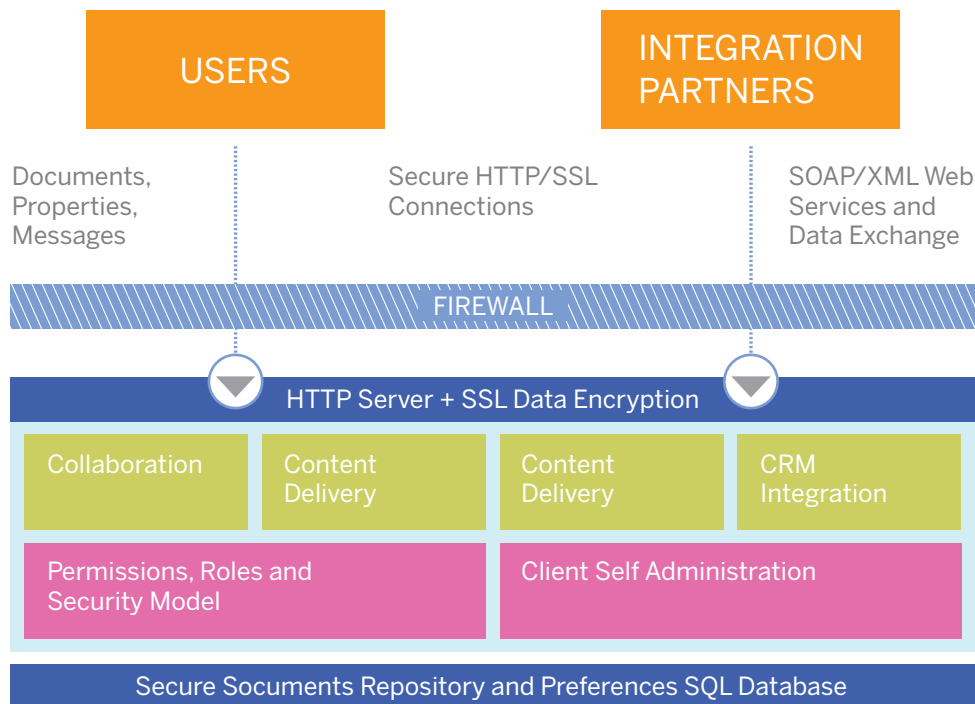 USERS
INTEGRATION
PARTNERS
Documents,
Properties,
Messages
Secure HTTP/SSL
Connections
SOAP/XML Web
Services and
Data Exchange
FIREWALL
HTTP Server + SSL Data Encryption
Collaboration
Content
Delivery
Content
Delivery
CRM
Integration
Permissions, Roles and
Security Model
Client Self Administration
Secure Socuments Repository and Preferences SQL Database